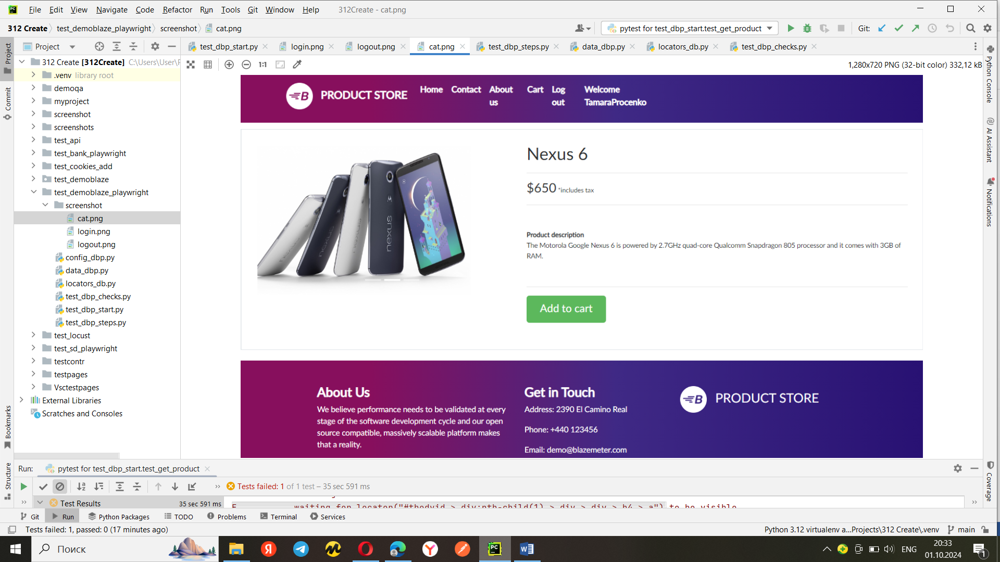 File Edit View Navigate Code Refactor Run Tools Git Window Help 312Create - cat.png
312 Create test_demoblaze_playwright screenshot cat.png
pytest for test_dbp_start.test_get_product
Git:
Project
test_dbp_start.py login.png logout.png cat.png test_dbp_steps.py data_dbp.py locators_db.py test_dbp_checks.py
1:1
1,280x720 PNG (32-bit color) 332,12 kB
Project
Commit
Bookmarks
Structure
312 Create [312Create] C:\Users\User\
.venv library root
demoqa
myproject
screenshot
screenshots
test_api
test_bank_playwright
test_cookies_add
test_demoblaze
test_demoblaze_playwright
screenshot
cat.png
login.png
logout.png
config_dbp.py
data_dbp.py
locators_db.py
test_dbp_checks.py
test_dbp_start.py
test_dbp_steps.py
test_locust
test_sd_playwright
testcontr
testpages
Vsctestpages
External Libraries
Scratches and Consoles
PRODUCT STORE
Home Contact About us Cart Log out Welcome TamaraProcenko
Nexus 6
$650 *includes tax
Product description
The Motorola Google Nexus 6 is powered by 2.7GHz quad-core Qualcomm Snapdragon 805 processor and it comes with 3GB of
RAM.
Add to cart
nexus
About Us
We believe performance needs to be validated at every
stage of the software development cycle and our open
source compatible, massively scalable platform makes
that a reality.
Get in Touch
Address: 2390 El Camino Real
Phone: +440 123456
Email: demo@blazemeter.com
PRODUCT STORE
Python Console
AI Assistant
Notifications
Coverage
Run: pytest for test_dbp_start.test_get_product
Tests failed: 1 of 1 test – 35 sec 591 ms
Test Results 35 sec 591 ms
E waiting for locator("#tbodyid > div:nth-child(1) > div > div > h4 > a") to be visible
Git Run Python Packages TODO Problems Terminal Services
Tests failed: 1, passed: 0 (17 minutes ago)
Python 3.12 virtualenv a...Projects\312 Create\.venv main
Поиск
ENG
20:33
01.10.2024
1